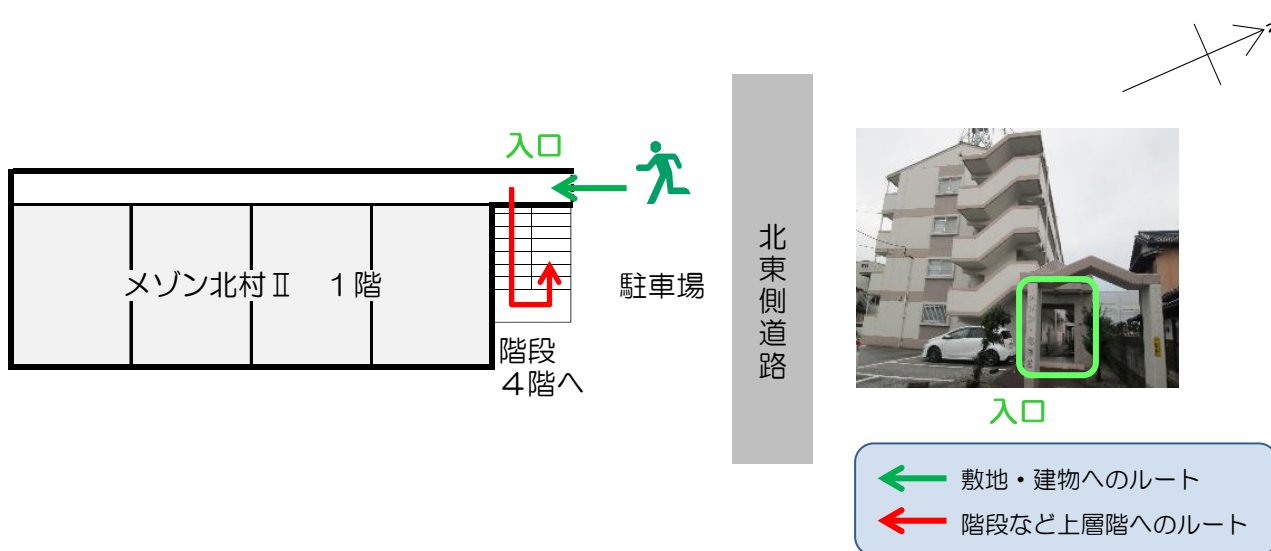 入口
メゾン北村Ⅱ　１階
駐車場
階段
４階へ
北東側道路
入口
敷地・建物へのルート
階段など上層階へのルート